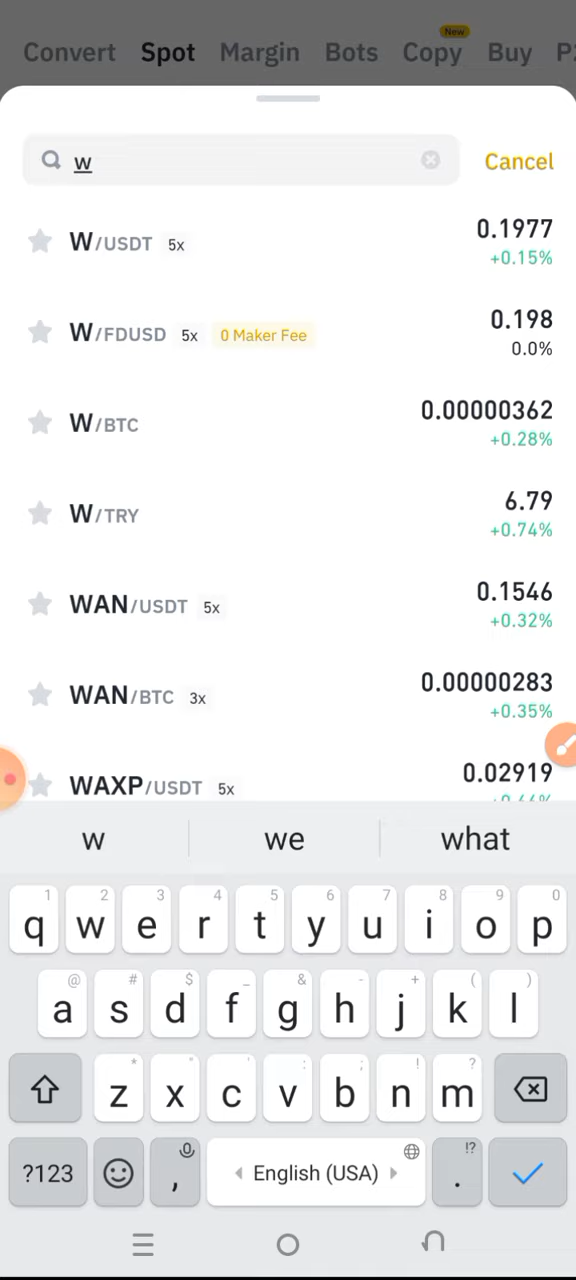 New
Convert Spot Margin Bots Copy Buy P2
w Cancel
W/USDT 5x 0.1977
+0.15%
W/FDUSD 5x 0 Maker Fee 0.198
0.0%
W/BTC 0.00000362
+0.28%
W/TRY 6.79
+0.74%
WAN/USDT 5x 0.1546
+0.32%
WAN/BTC 3x 0.00000283
+0.35%
WAXP/USDT 5x 0.02919
w we what
1 2 3 4 5 6 7 8 9 0
q w e r t y u i o p
@ # $ _ & - + ( )
a s d f g h j k l
* " ' : ; ! ?
z x c v b n m
!?
?123 , English (USA) .